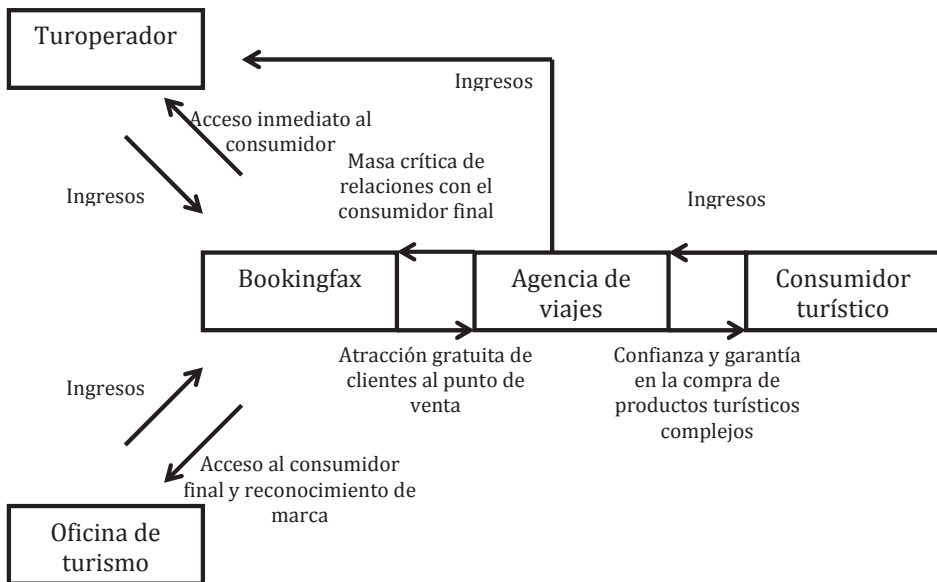 Turoperador
Ingresos
Acceso inmediato al
consumidor
Masa crítica de
relaciones con el
consumidor final
Ingresos
Ingresos
Bookingfax
Agencia de
viajes
Consumidor
turístico
Atracción gratuita de
clientes al punto de
venta
Confianza y garantía
en la compra de
productos turísticos
complejos
Ingresos
Acceso al consumidor
final y reconocimiento de
marca
Oficina de
turismo